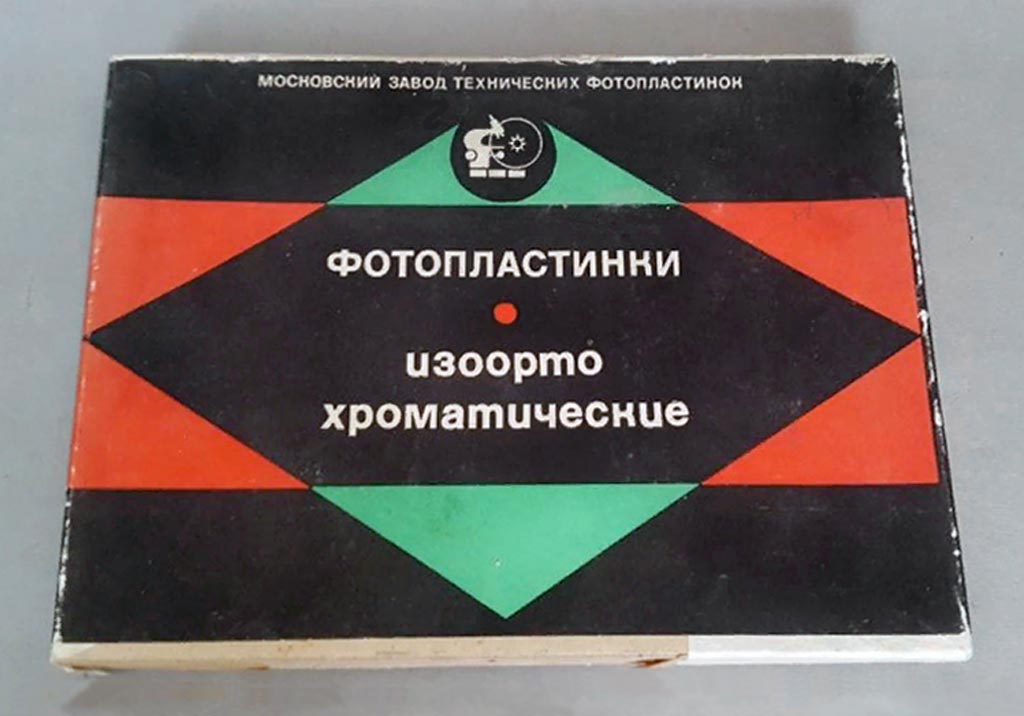 МОСКОВСКИЙ ЗАВОД ТЕХНИЧЕСКИХ ФОТОПЛАСТИНОК
ФОТОПЛАСТИНКИ
изоорто
хроматические